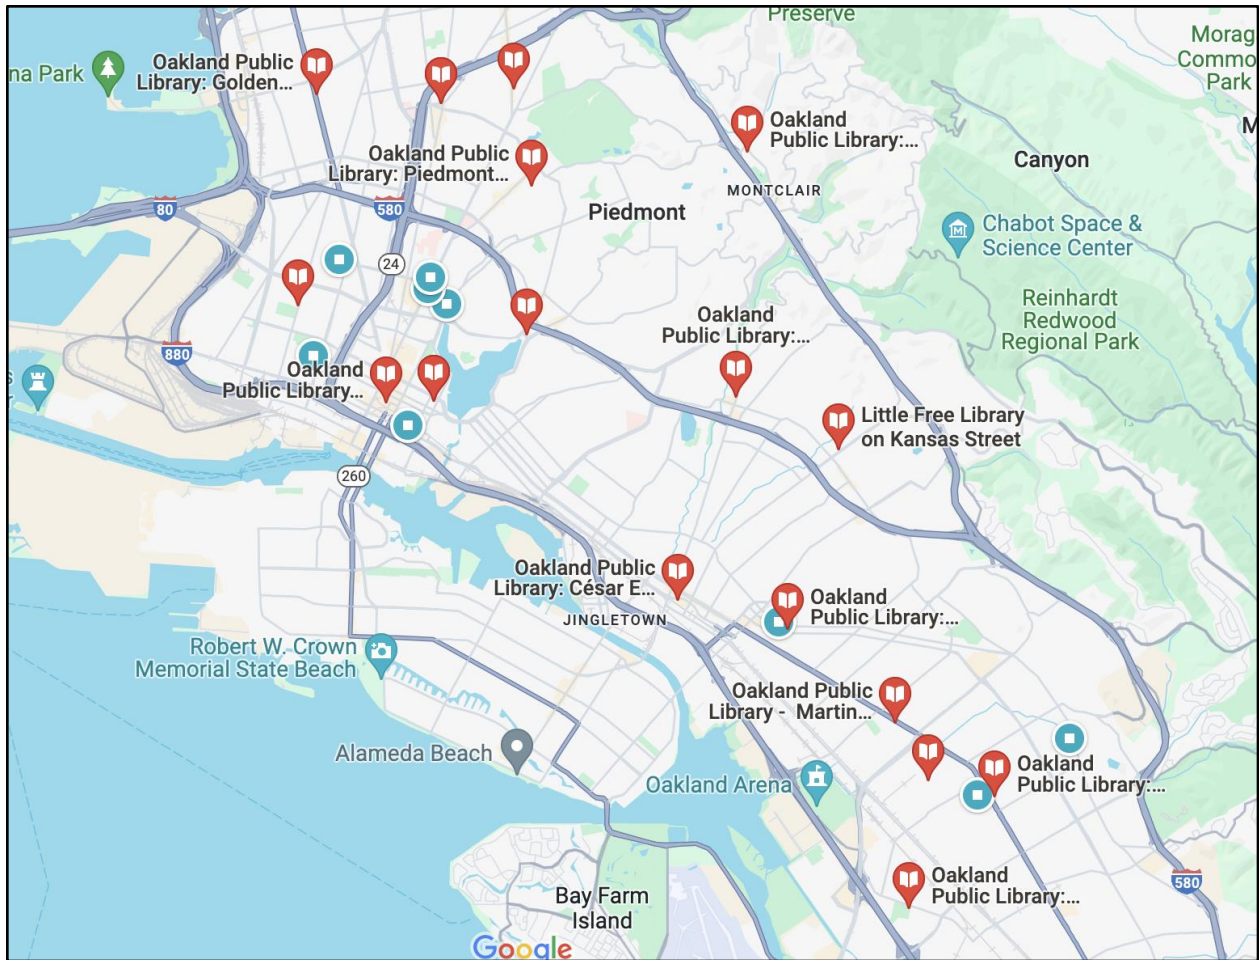 Preserve
Morag
Commo
Park
na Park
Oakland Public
Library: Golden...
Oakland
Public Library:...
M
Canyon
Oakland Public
Library: Piedmont...
MONTCLAIR
80
580
Piedmont
Chabot Space &
Science Center
24
Reinhardt
Redwood
Regional Park
Oakland
Public Library:...
880
s
Oakland
Public Library...
Little Free Library
on Kansas Street
260
Oakland Public
Library: César E...
JINGLETOWN
Oakland
Public Library:...
Robert W. Crown
Memorial State Beach
Oakland Public
Library - Martin...
Alameda Beach
Oakland Arena
Oakland
Public Library:...
Oakland
Public Library:...
580
Bay Farm
Island
Google